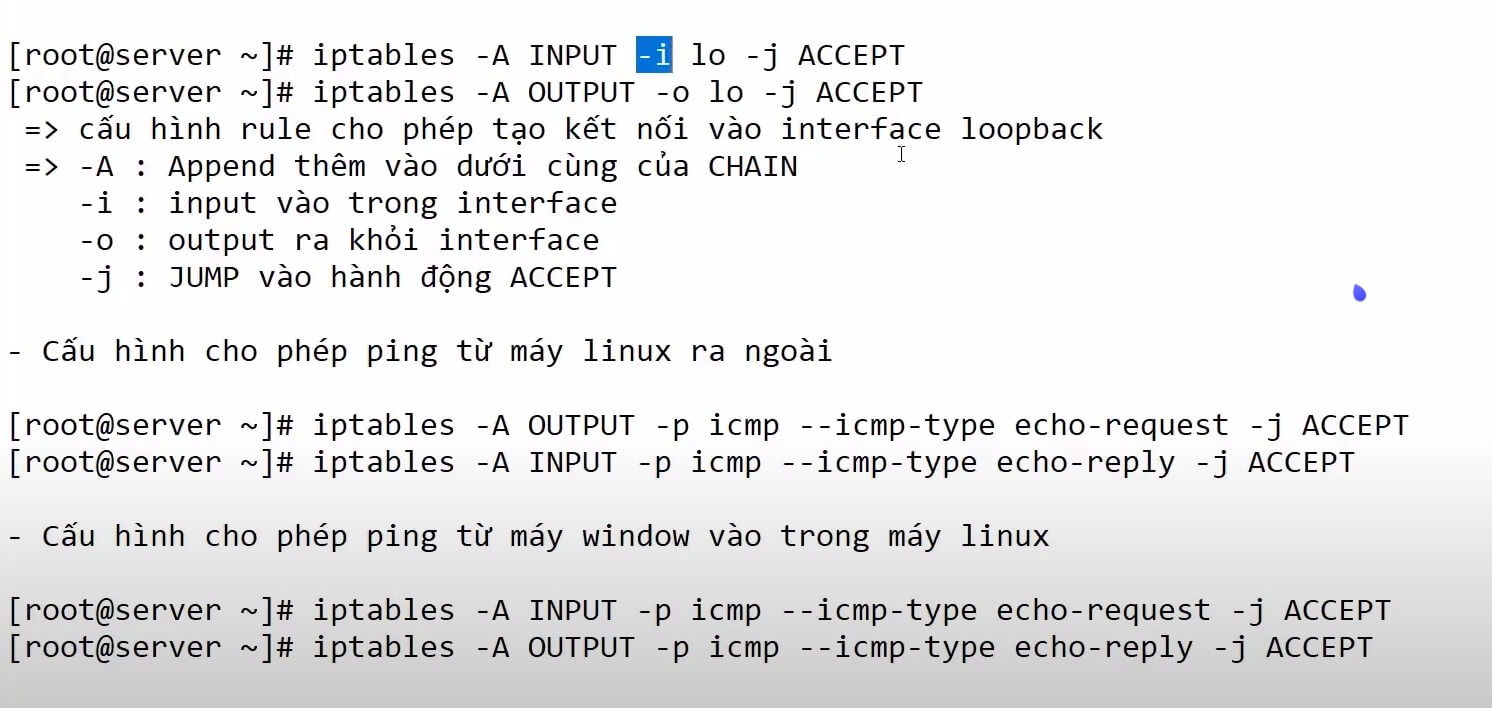 [root@server ~]# iptables -A INPUT -i lo -j ACCEPT
[root@server ~]# iptables -A OUTPUT -o lo -j ACCEPT
=> cấu hình rule cho phép tạo kết nối vào interface loopback
=> -A : Append thêm vào dưới cùng của CHAIN
-i : input vào trong interface
-o : output ra khỏi interface
-j : JUMP vào hành động ACCEPT
- Cấu hình cho phép ping từ máy linux ra ngoài
[root@server ~]# iptables -A OUTPUT -p icmp --icmp-type echo-request -j ACCEPT
[root@server ~]# iptables -A INPUT -p icmp --icmp-type echo-reply -j ACCEPT
- Cấu hình cho phép ping từ máy window vào trong máy linux
[root@server ~]# iptables -A INPUT -p icmp --icmp-type echo-request -j ACCEPT
[root@server ~]# iptables -A OUTPUT -p icmp --icmp-type echo-reply -j ACCEPT